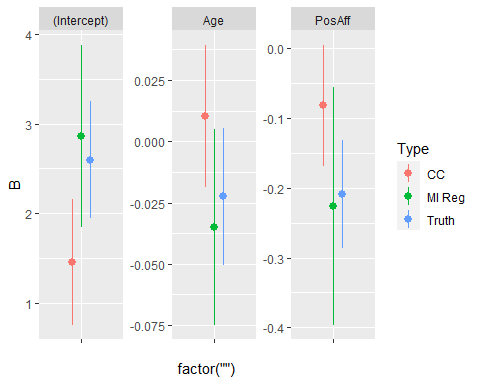 (Intercept) Age PosAff
4
3
2
1
0.025
0.000
-0.025
-0.050
-0.075
0.0
-0.1
-0.2
-0.3
-0.4
B
factor("")
Type
CC
MI Reg
Truth